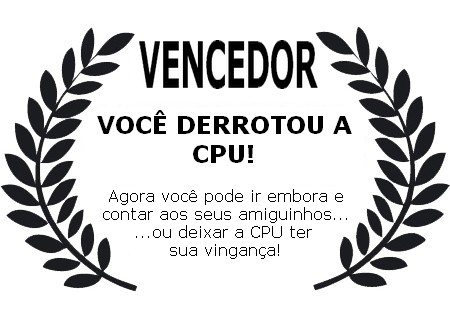 VENCEDOR
VOCÊ DERROTOU A
CPU!
Agora você pode ir embora e
contar aos seus amiguinhos...
...ou deixar a CPU ter
sua vingança!